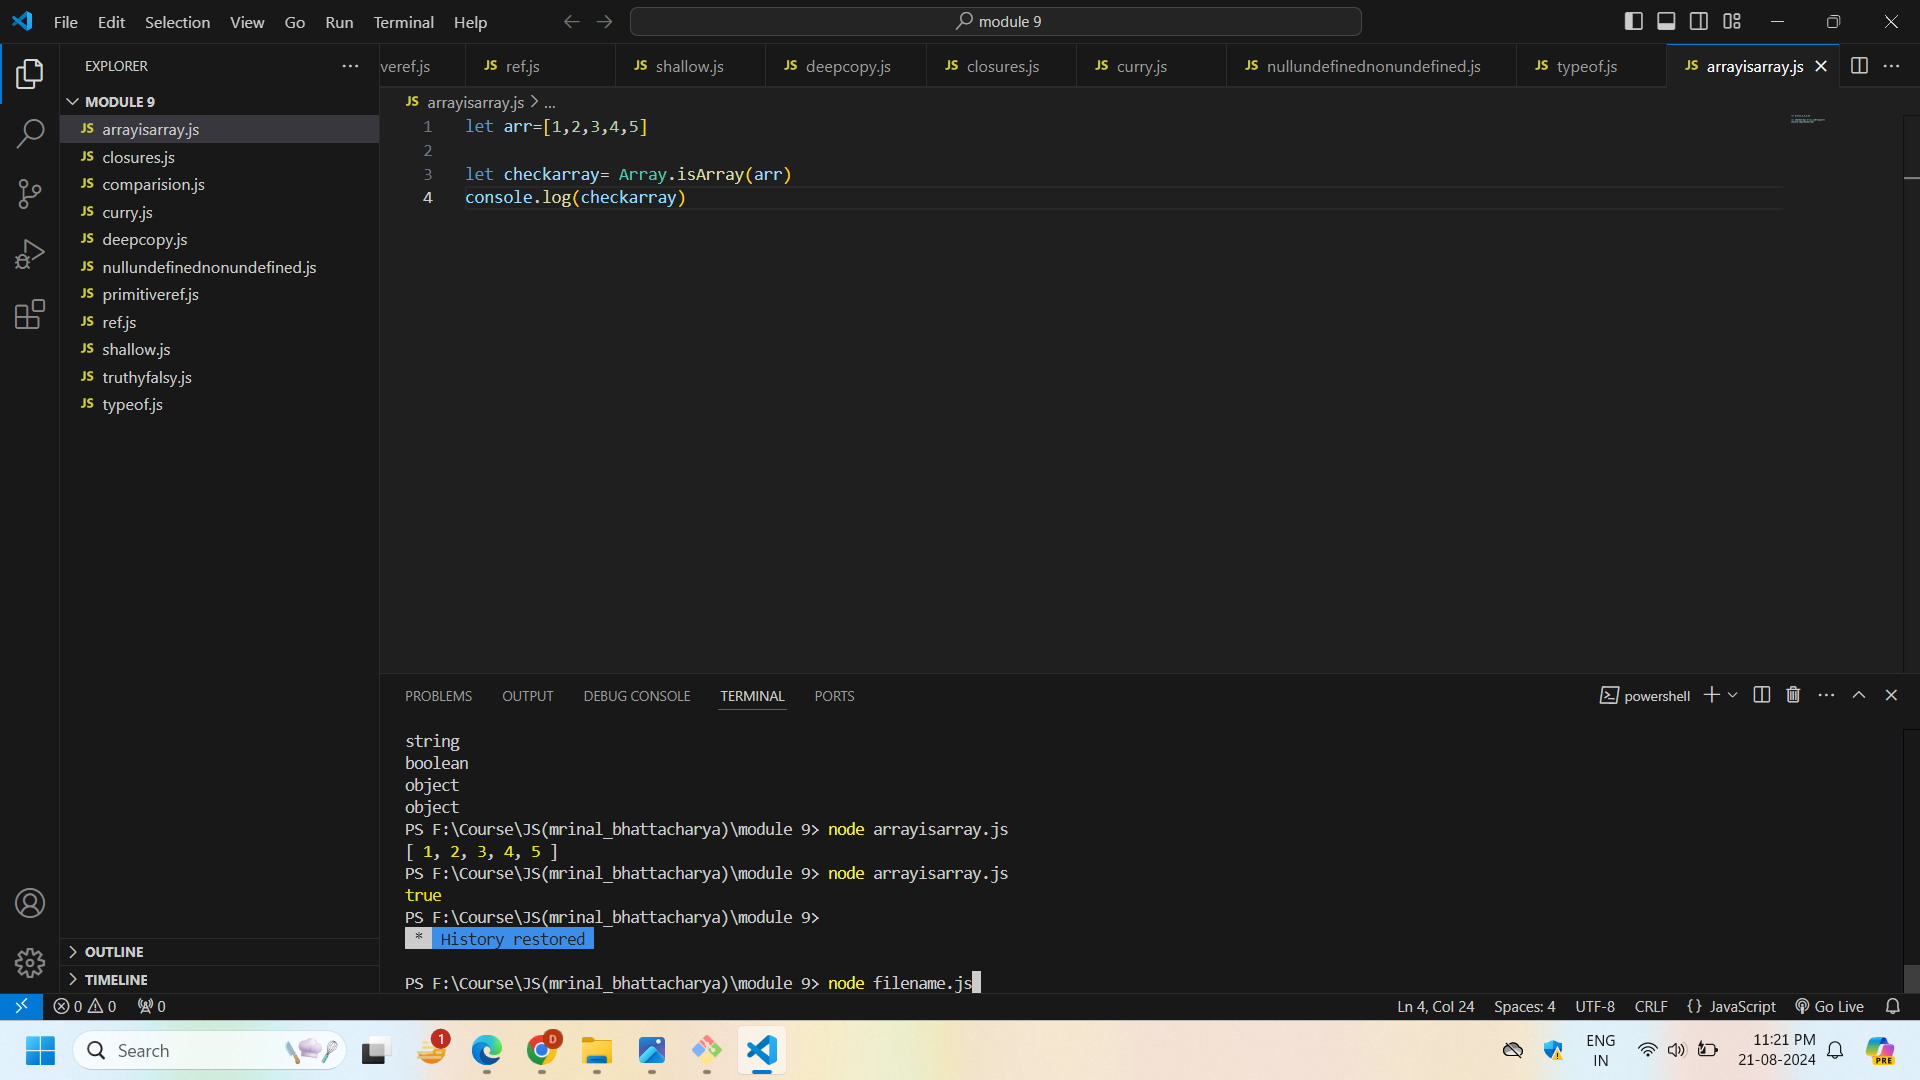 File Edit Selection View Go Run Terminal Help
module 9
EXPLORER
MODULE 9
JS arrayisarray.js
JS closures.js
JS comparision.js
JS curry.js
JS deepcopy.js
JS nullundefinednonundefined.js
JS primitiveref.js
JS ref.js
JS shallow.js
JS truthyfalsy.js
JS typeof.js
OUTLINE
TIMELINE
veref.js JS ref.js JS shallow.js JS deepcopy.js JS closures.js JS curry.js JS nullundefinednonundefined.js JS typeof.js JS arrayisarray.js
JS arrayisarray.js > ...
1 let arr=[1,2,3,4,5]
2
3 let checkarray= Array.isArray(arr)
4 console.log(checkarray)
PROBLEMS OUTPUT DEBUG CONSOLE TERMINAL PORTS powershell
string
boolean
object
object
PS F:\Course\JS(mrinal_bhattacharya)\module 9> node arrayisarray.js
[ 1, 2, 3, 4, 5 ]
PS F:\Course\JS(mrinal_bhattacharya)\module 9> node arrayisarray.js
true
PS F:\Course\JS(mrinal_bhattacharya)\module 9>
* History restored
PS F:\Course\JS(mrinal_bhattacharya)\module 9> node filename.js
0 0 0 Ln 4, Col 24 Spaces: 4 UTF-8 CRLF {} JavaScript Go Live
Search 1 D ENG 11:21 PM
IN 21-08-2024 PRE